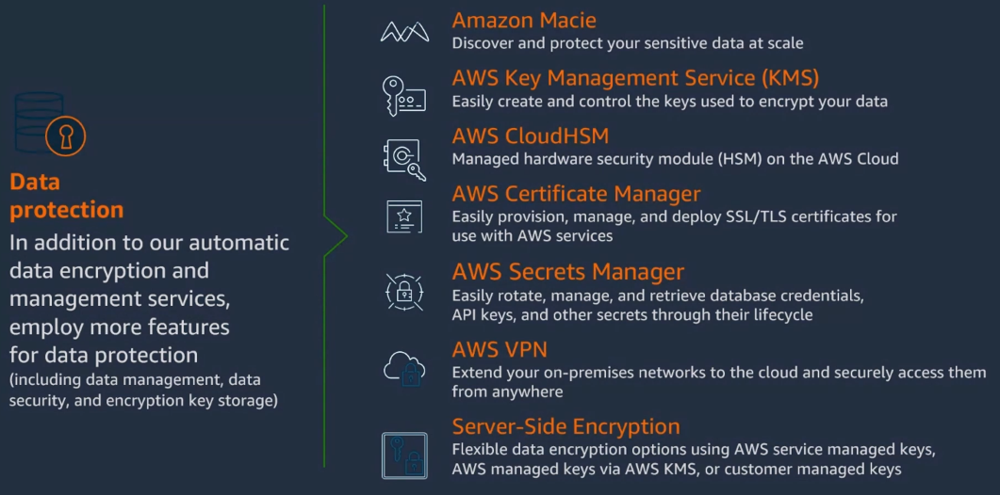 Data
protection
In addition to our automatic
data encryption and
management services,
employ more features
for data protection
(including data management, data
security, and encryption key storage)
Amazon Macie
Discover and protect your sensitive data at scale
AWS Key Management Service (KMS)
Easily create and control the keys used to encrypt your data
AWS CloudHSM
Managed hardware security module (HSM) on the AWS Cloud
AWS Certificate Manager
Easily provision, manage, and deploy SSL/TLS certificates for
use with AWS services
AWS Secrets Manager
Easily rotate, manage, and retrieve database credentials,
API keys, and other secrets through their lifecycle
AWS VPN
Extend your on-premises networks to the cloud and securely access them
from anywhere
Server-Side Encryption
Flexible data encryption options using AWS service managed keys,
AWS managed keys via AWS KMS, or customer managed keys